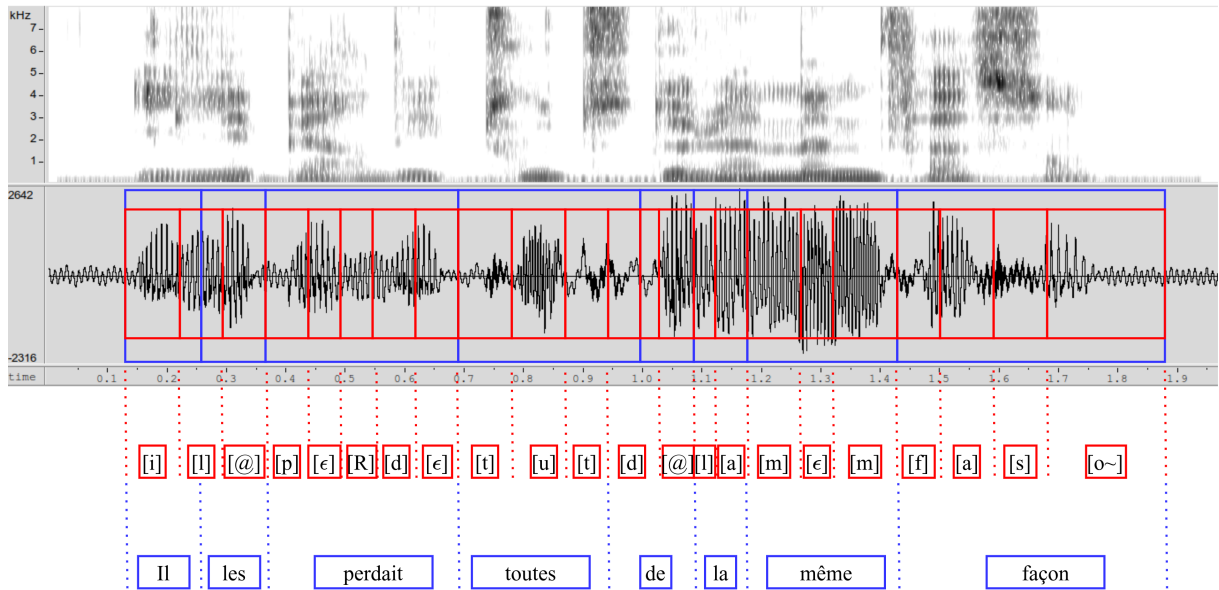 kHz
7
6
5
4
3
2
1
2642
-2316
time 0.1 0.2 0.3 0.4 0.5 0.6 0.7 0.8 0.9 1.0 1.1 1.2 1.3 1.4 1.5 1.6 1.7 1.8 1.9
[i] [l] [@] [p] [ϵ] [R] [d] [ϵ] [t] [u] [t] [d] [@] [l] [a] [m] [ϵ] [m] [f] [a] [s] [o~]
Il les perdait toutes de la même façon